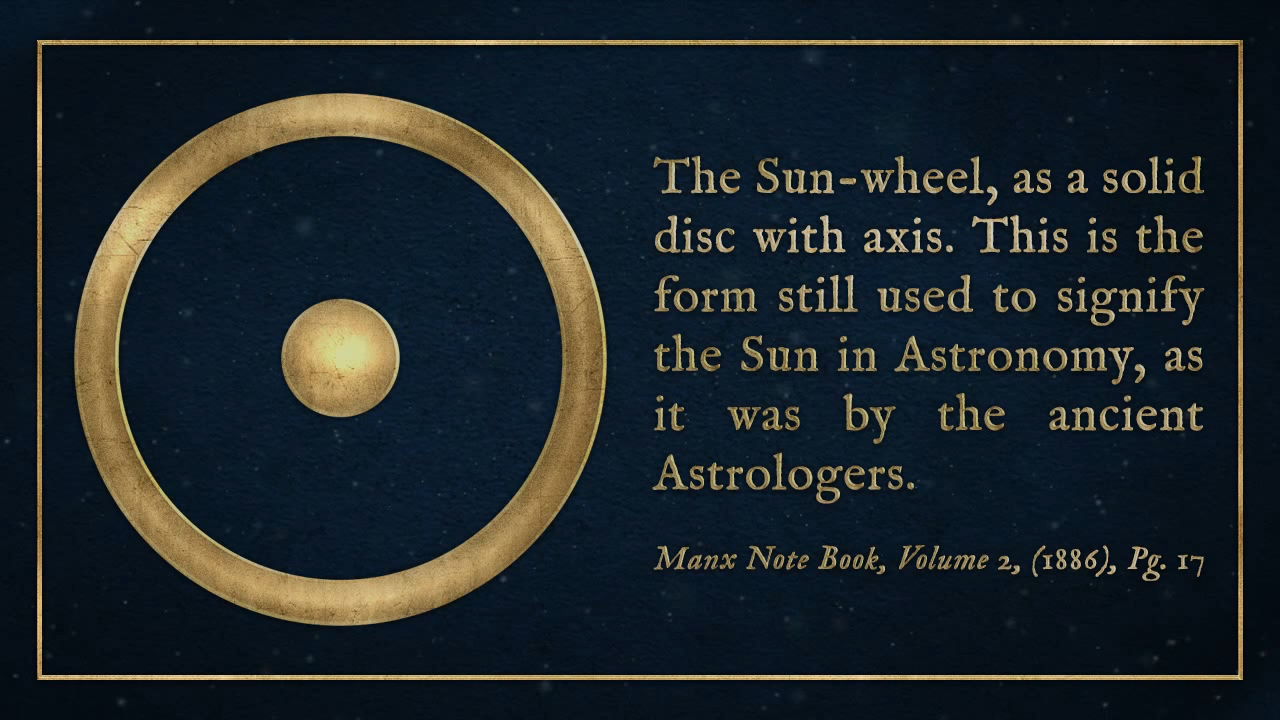 The Sun-wheel, as a solid
disc with axis. This is the
form still used to signify
the Sun in Astronomy, as
it was by the ancient
Astrologers.
Manx Note Book, Volume 2, (1886), Pg. 17